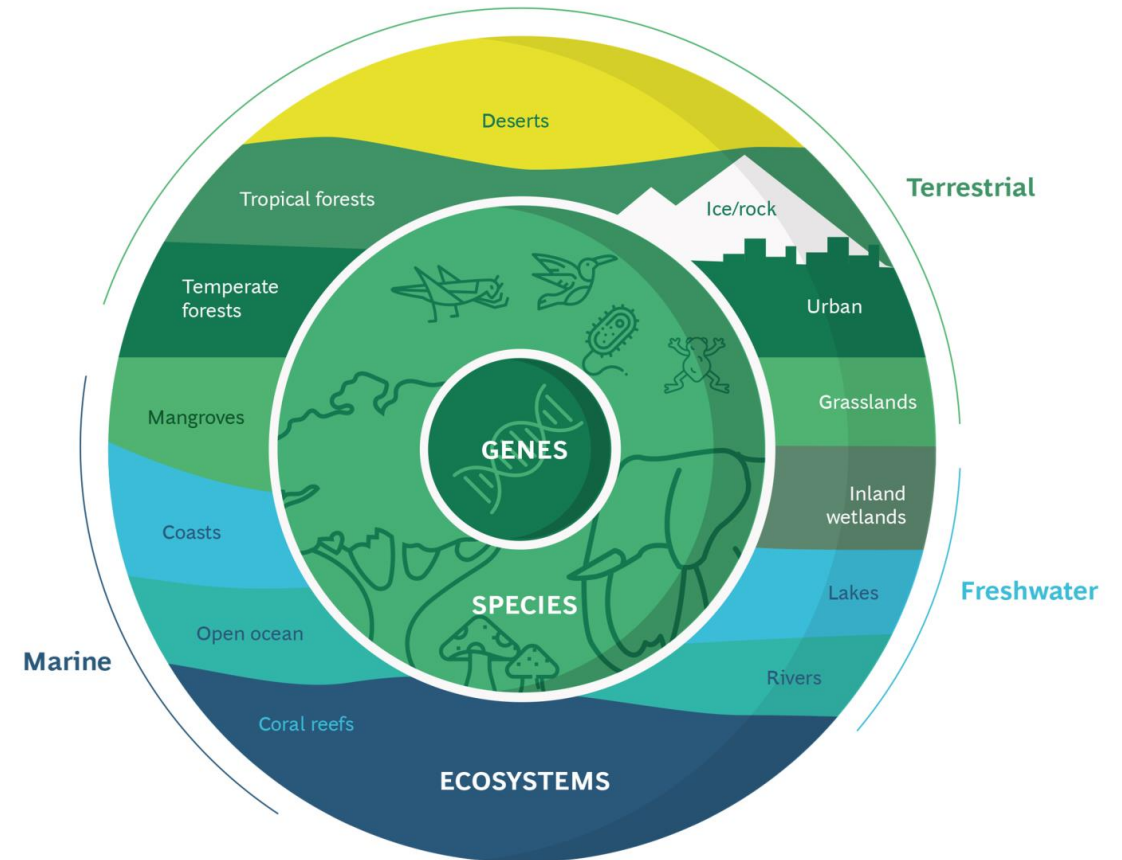 Deserts
Terrestrial
Tropical forests
Ice/rock
Temperate
forests
Urban
Mangroves
Grasslands
GENES
Inland
wetlands
Coasts
Lakes
Freshwater
SPECIES
Open ocean
Marine
Rivers
Coral reefs
ECOSYSTEMS